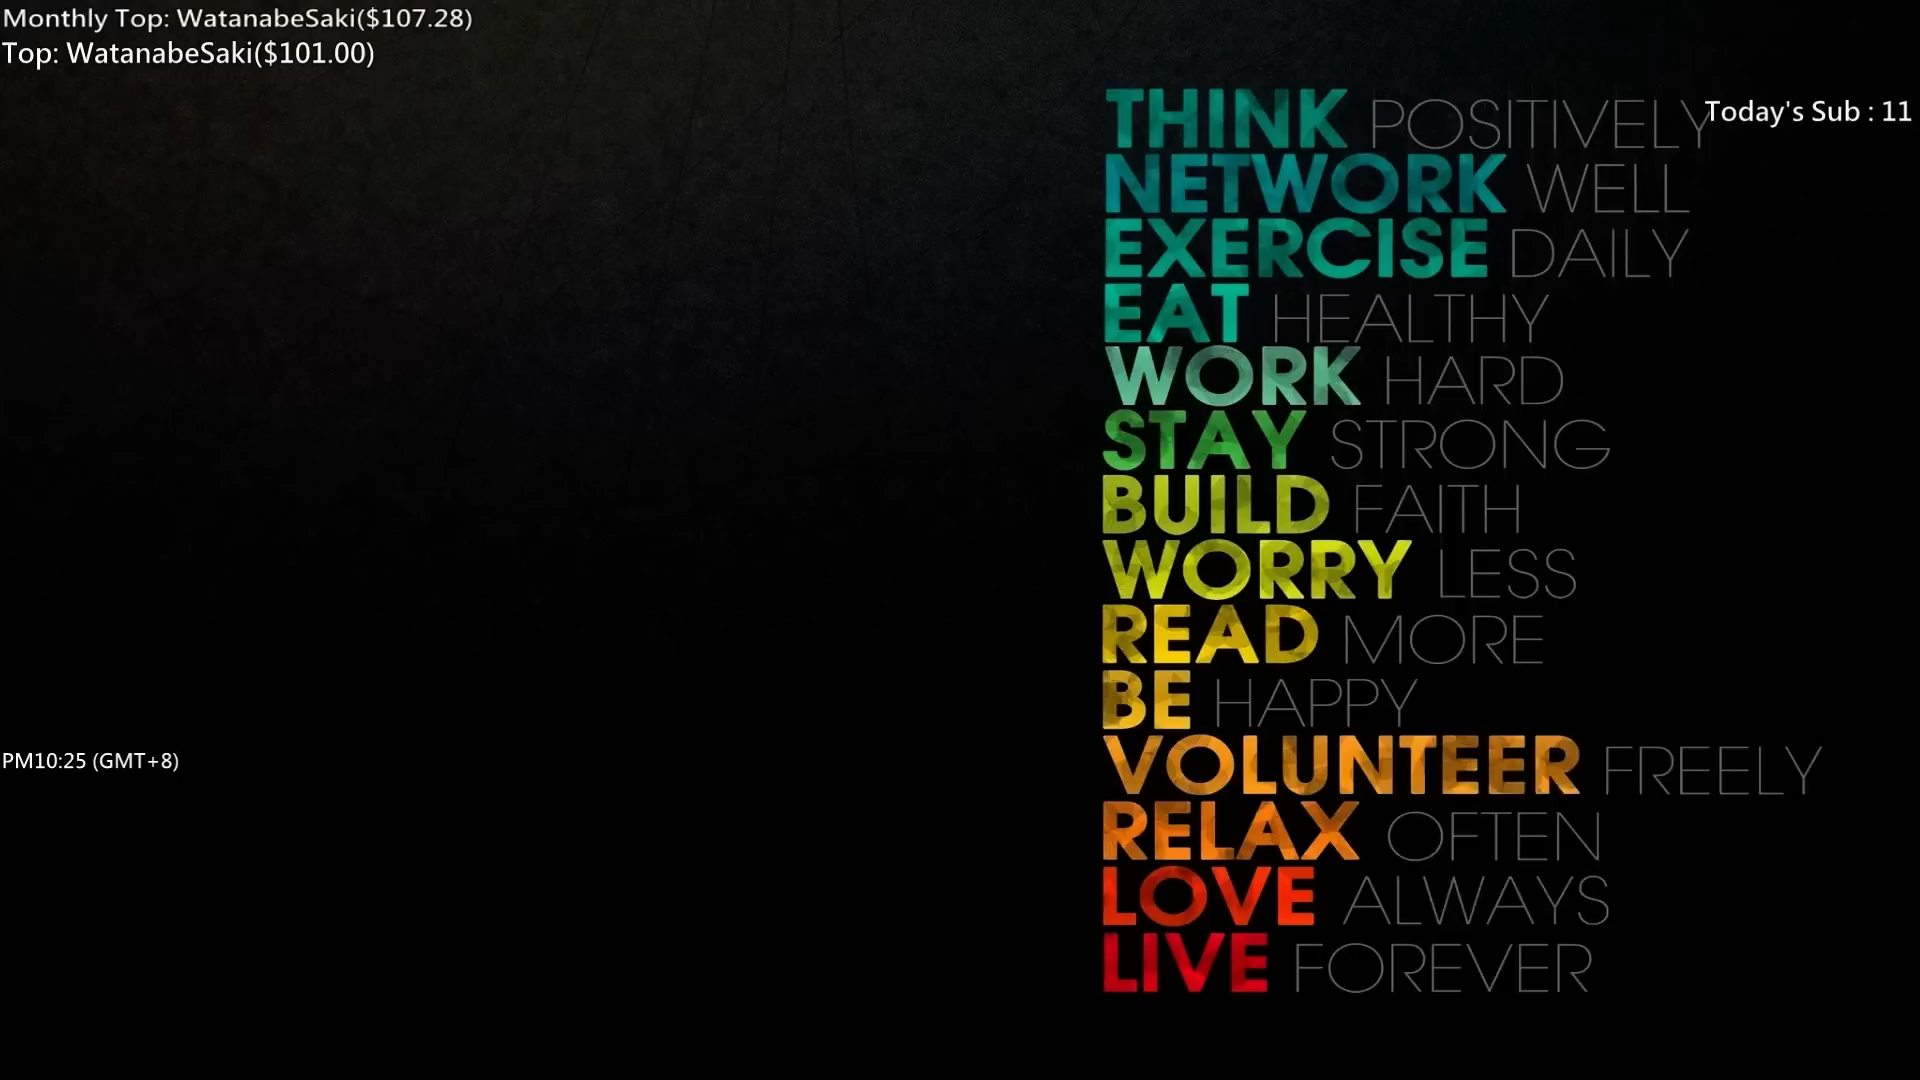 Monthly Top: WatanabeSaki($107.28)
Top: WatanabeSaki($101.00)
THINK POSITIVELY
Today's Sub : 11
NETWORK WELL
EXERCISE DAILY
EAT HEALTHY
WORK HARD
STAY STRONG
BUILD FAITH
WORRY LESS
READ MORE
BE HAPPY
PM10:25 (GMT+8)
VOLUNTEER FREELY
RELAX OFTEN
LOVE ALWAYS
LIVE FOREVER